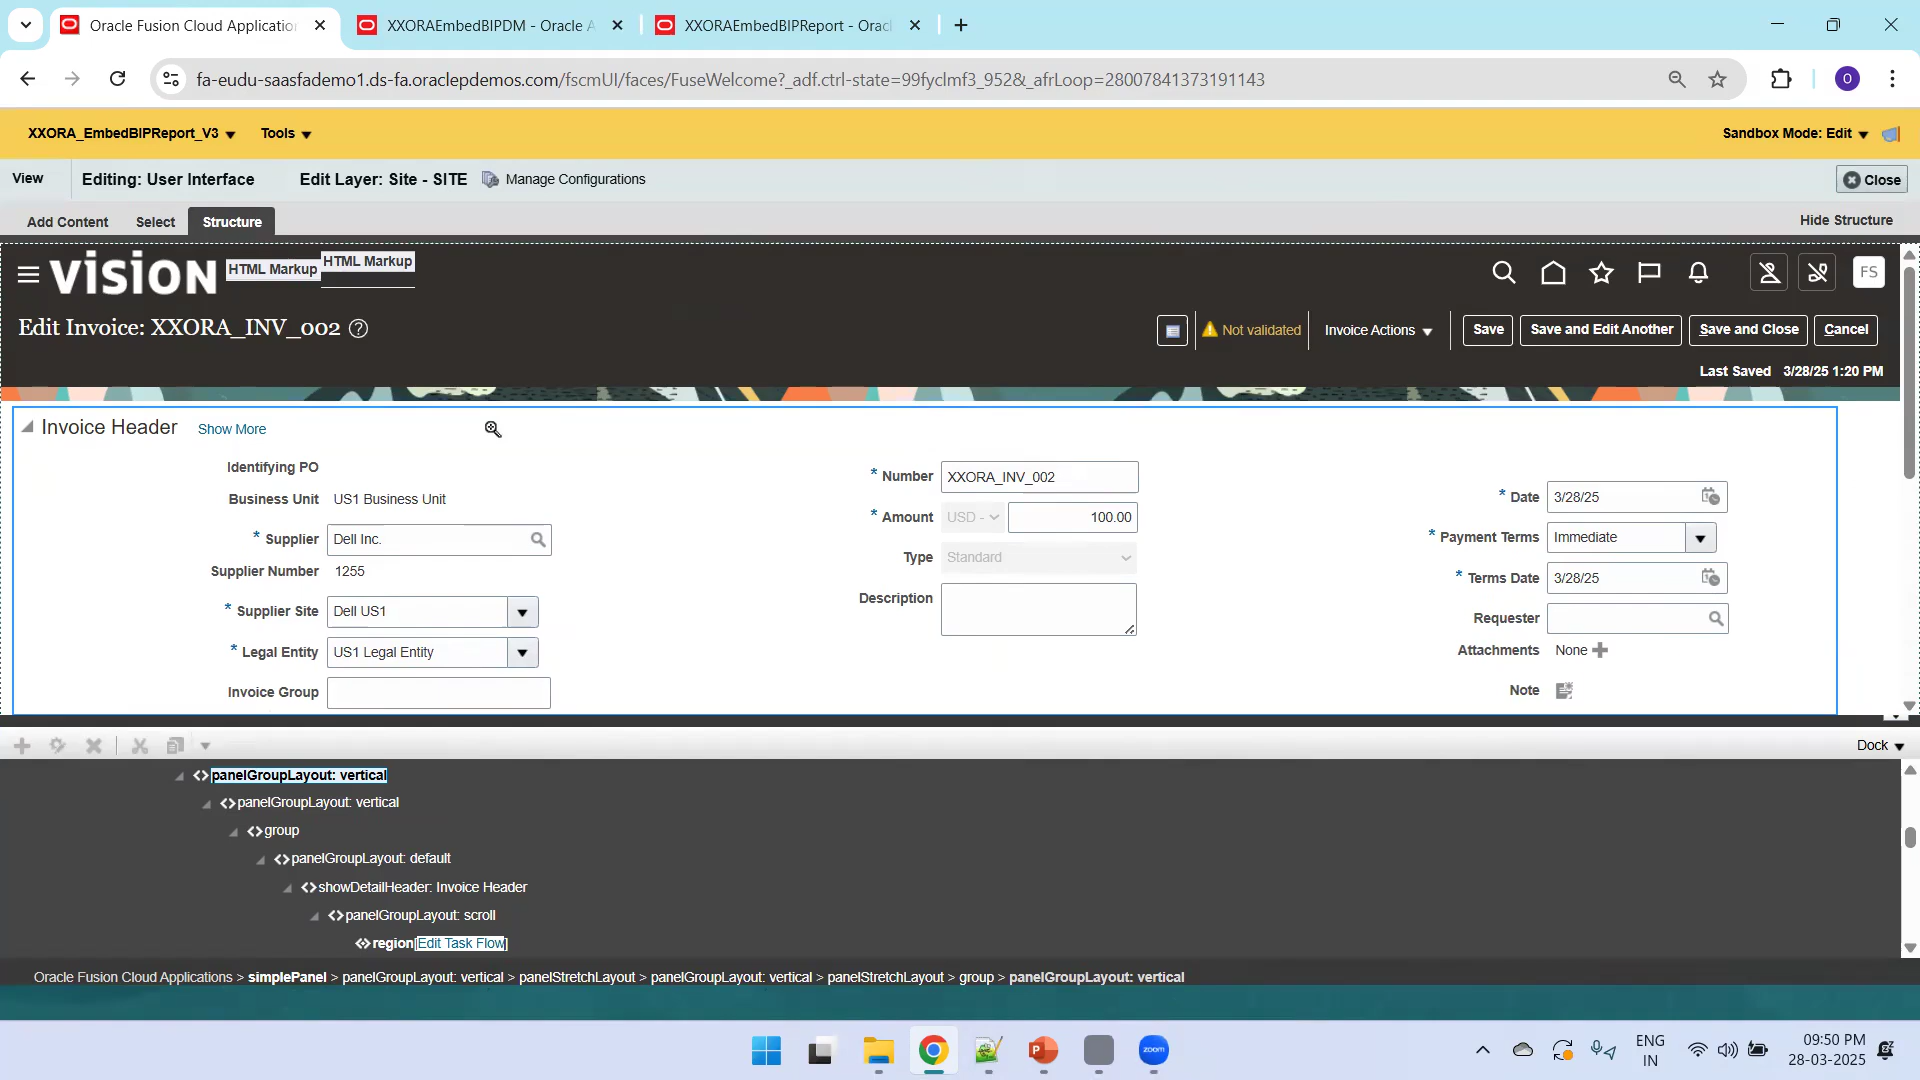 Oracle Fusion Cloud Application
XXORAEmbedBIPDM - Oracle A
XXORAEmbedBIPReport - Orac
fa-eudu-saasfademo1.ds-fa.oraclepdemos.com/fscmUI/faces/FuseWelcome?_adf.ctrl-state=99fyclmf3_952&_afrLoop=28007841373191143
O
XXORA_EmbedBIPReport_V3
Tools
Sandbox Mode: Edit
View
Editing: User Interface
Edit Layer: Site - SITE
Manage Configurations
Close
Add Content
Select
Structure
Hide Structure
vision
HTML Markup
HTML Markup
FS
Edit Invoice: XXORA_INV_002
Not validated
Invoice Actions
Save
Save and Edit Another
Save and Close
Cancel
Last Saved 3/28/25 1:20 PM
Invoice Header
Show More
Identifying PO
Business Unit US1 Business Unit
* Supplier Dell Inc.
Supplier Number 1255
* Supplier Site Dell US1
* Legal Entity US1 Legal Entity
Invoice Group
* Number XXORA_INV_002
* Amount USD - 100.00
Type Standard
Description
* Date 3/28/25
* Payment Terms Immediate
* Terms Date 3/28/25
Requester
Attachments None
Note
Dock
<>panelGroupLayout: vertical
<>panelGroupLayout: vertical
<>group
<>panelGroupLayout: default
<>showDetailHeader: Invoice Header
<>panelGroupLayout: scroll
region[Edit Task Flow]
Oracle Fusion Cloud Applications > simplePanel > panelGroupLayout: vertical > panelStretchLayout > panelGroupLayout: vertical > panelStretchLayout > group > panelGroupLayout: vertical
zoom
ENG
IN
09:50 PM
28-03-2025